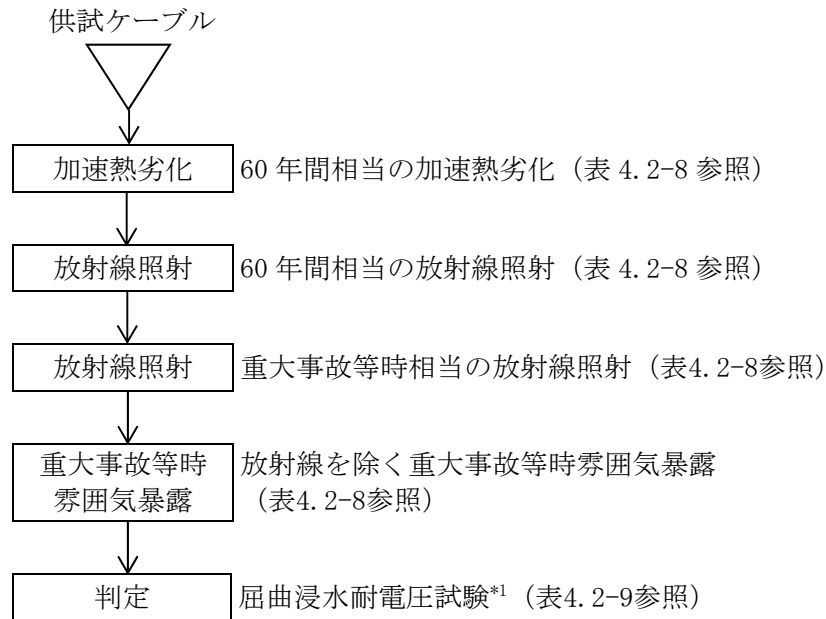 供試ケーブル
加速熱劣化 60 年間相当の加速熱劣化（表 4.2-8 参照）
放射線照射 60 年間相当の放射線照射（表 4.2-8 参照）
放射線照射 重大事故等時相当の放射線照射（表4.2-8参照）
重大事故等時 放射線を除く重大事故等時雰囲気暴露
雰囲気暴露 （表4.2-8参照）
判定 屈曲浸水耐電圧試験*1（表4.2-9参照）